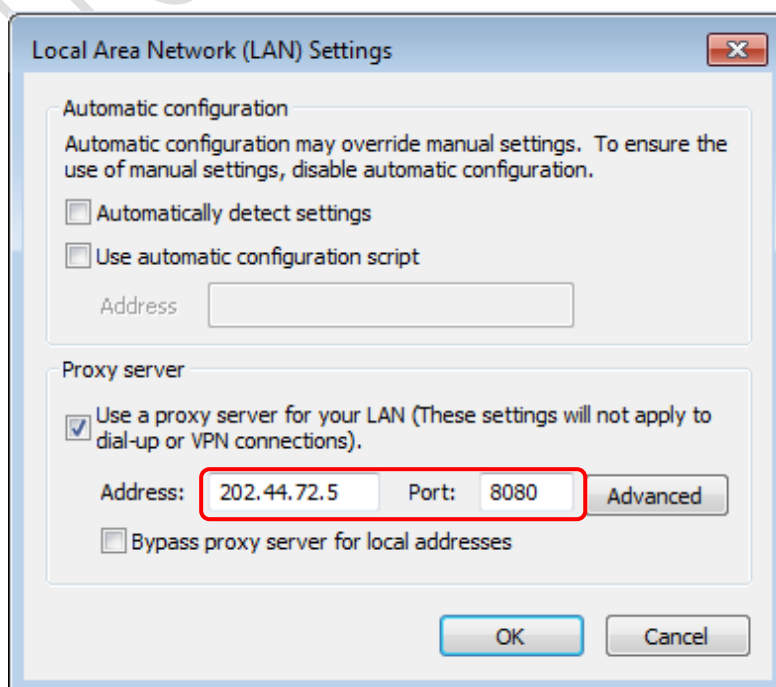 Local Area Network (LAN) Settings
Automatic configuration
Automatic configuration may override manual settings. To ensure the
use of manual settings, disable automatic configuration.
Automatically detect settings
Use automatic configuration script
Address
Proxy server
Use a proxy server for your LAN (These settings will not apply to
dial-up or VPN connections).
Address: 202.44.72.5 Port: 8080 Advanced
Bypass proxy server for local addresses
OK Cancel